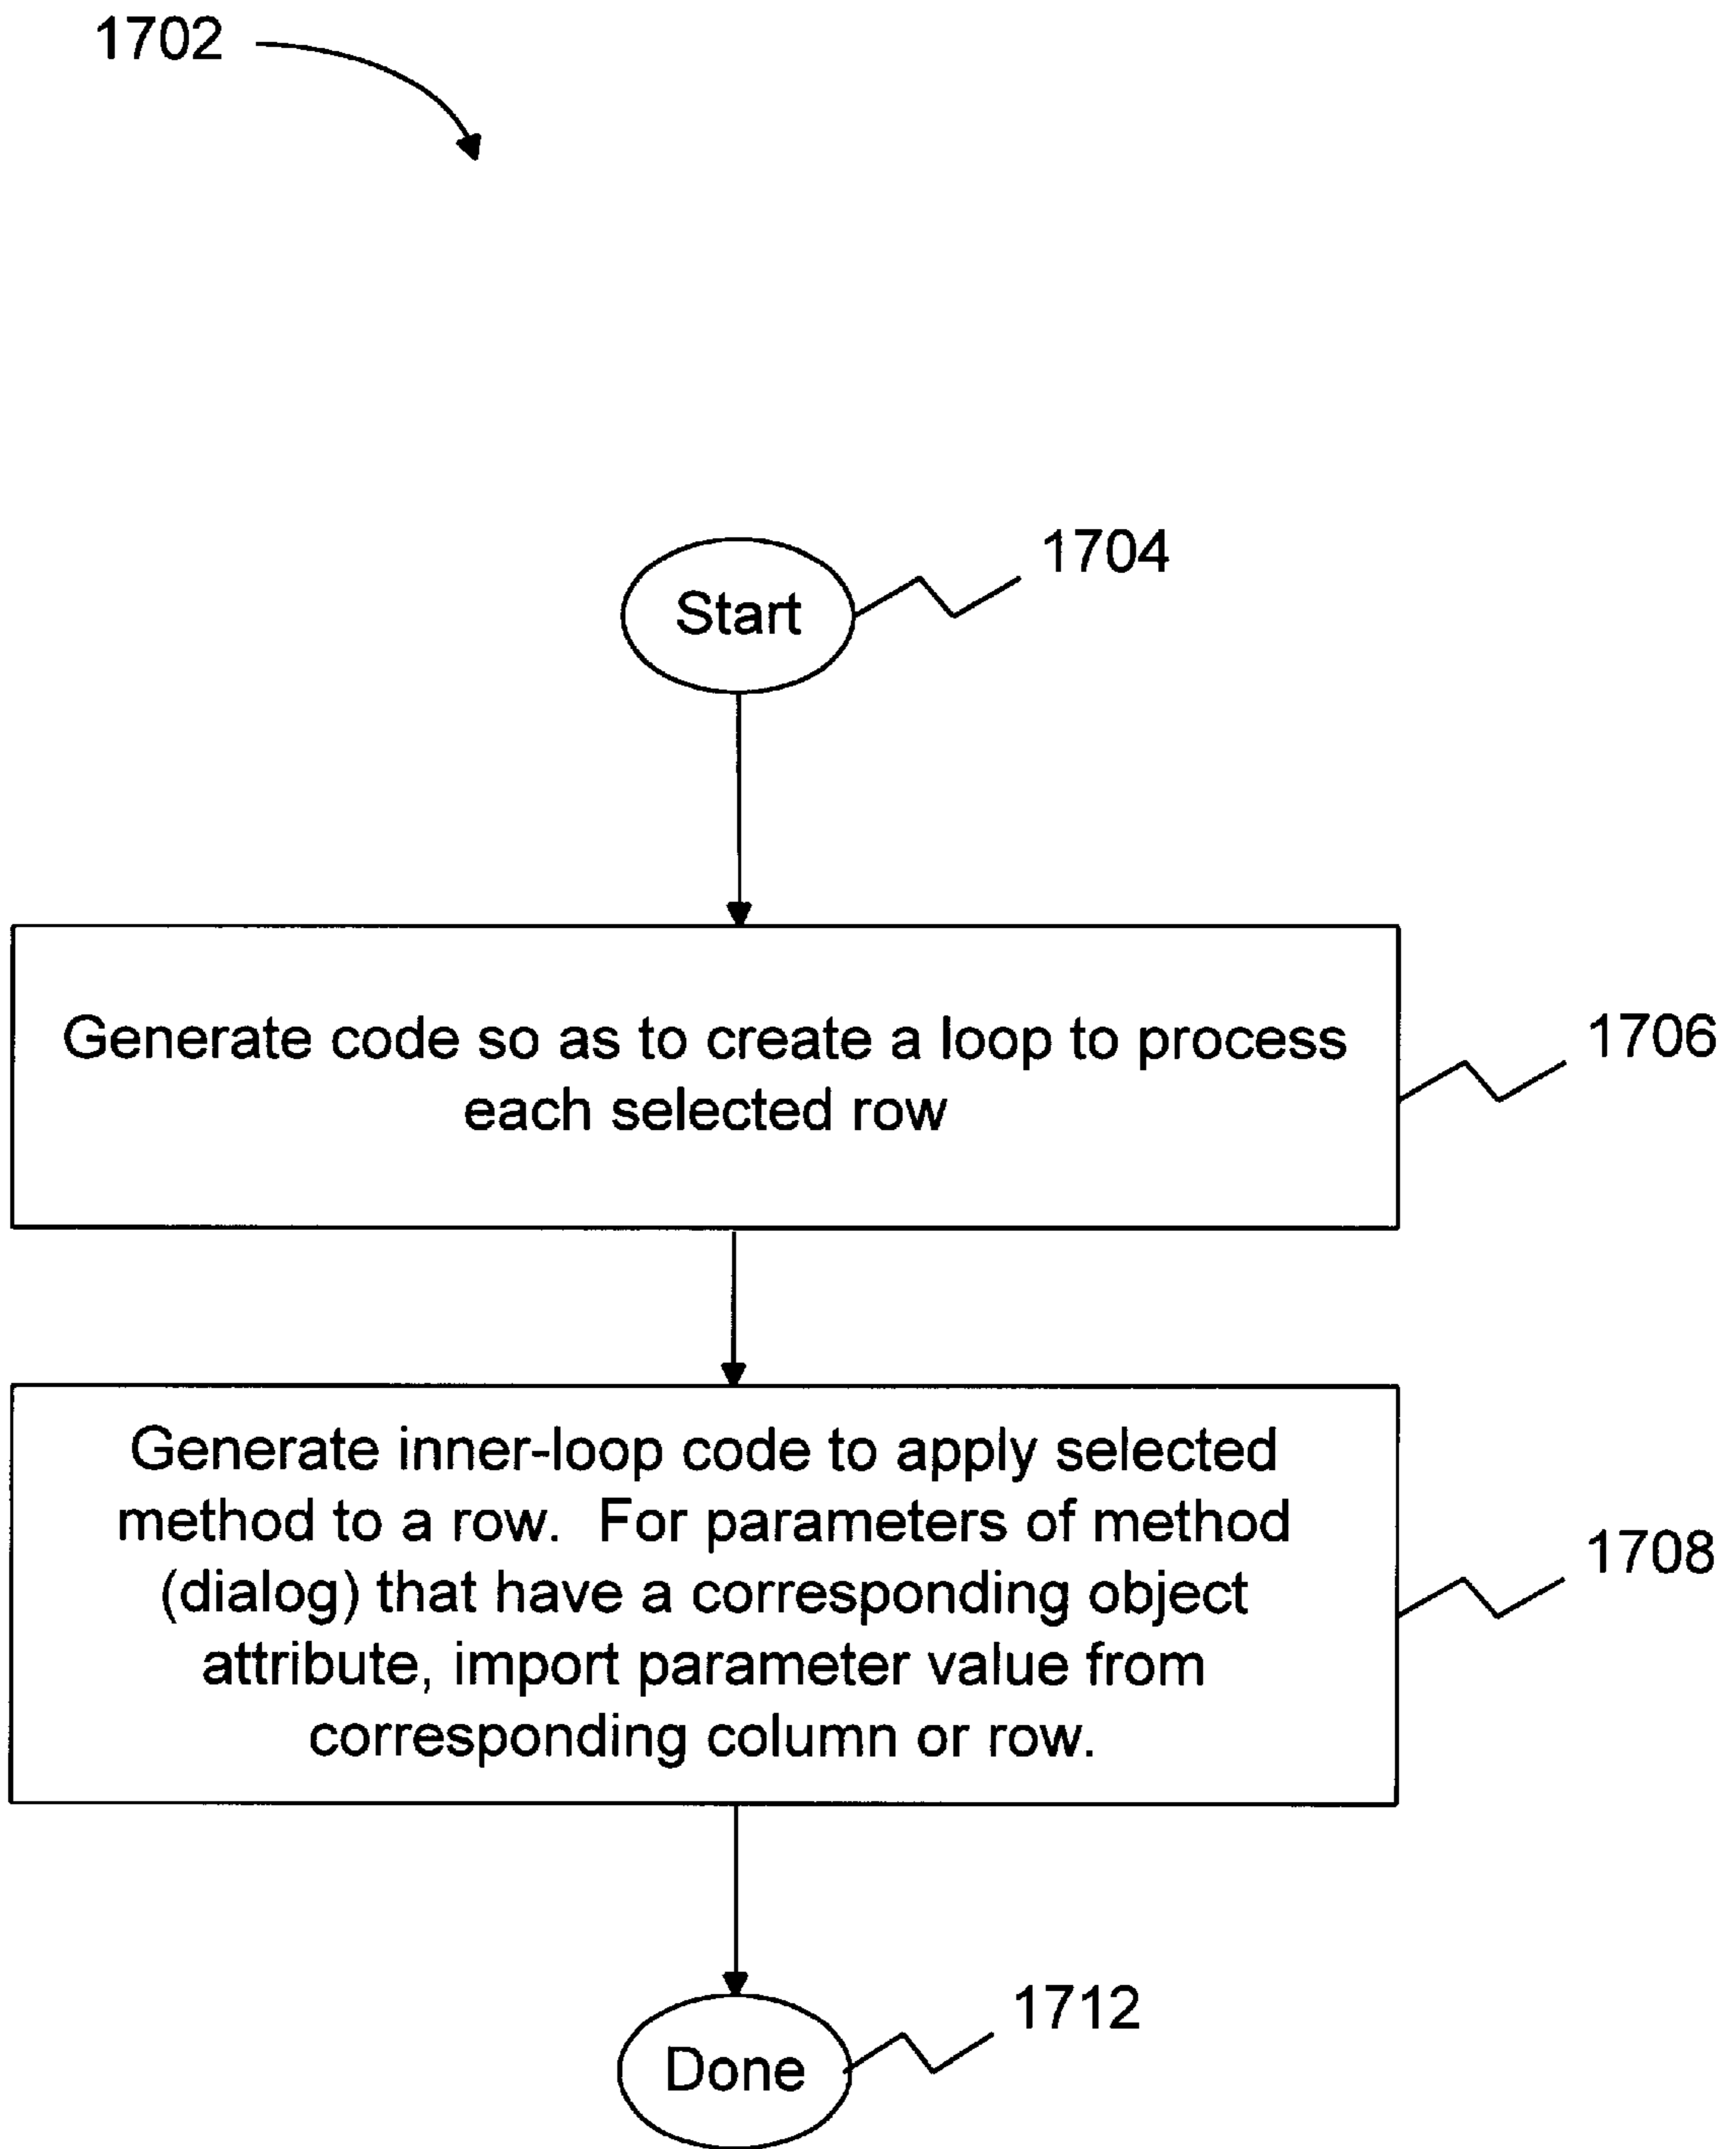 1702
1704
Start
Generate code so as to create a loop to process
each selected row
1706
Generate inner-loop code to apply selected
method to a row. For parameters of method
(dialog) that have a corresponding object
attribute, import parameter value from
corresponding column or row.
1708
1712
Done